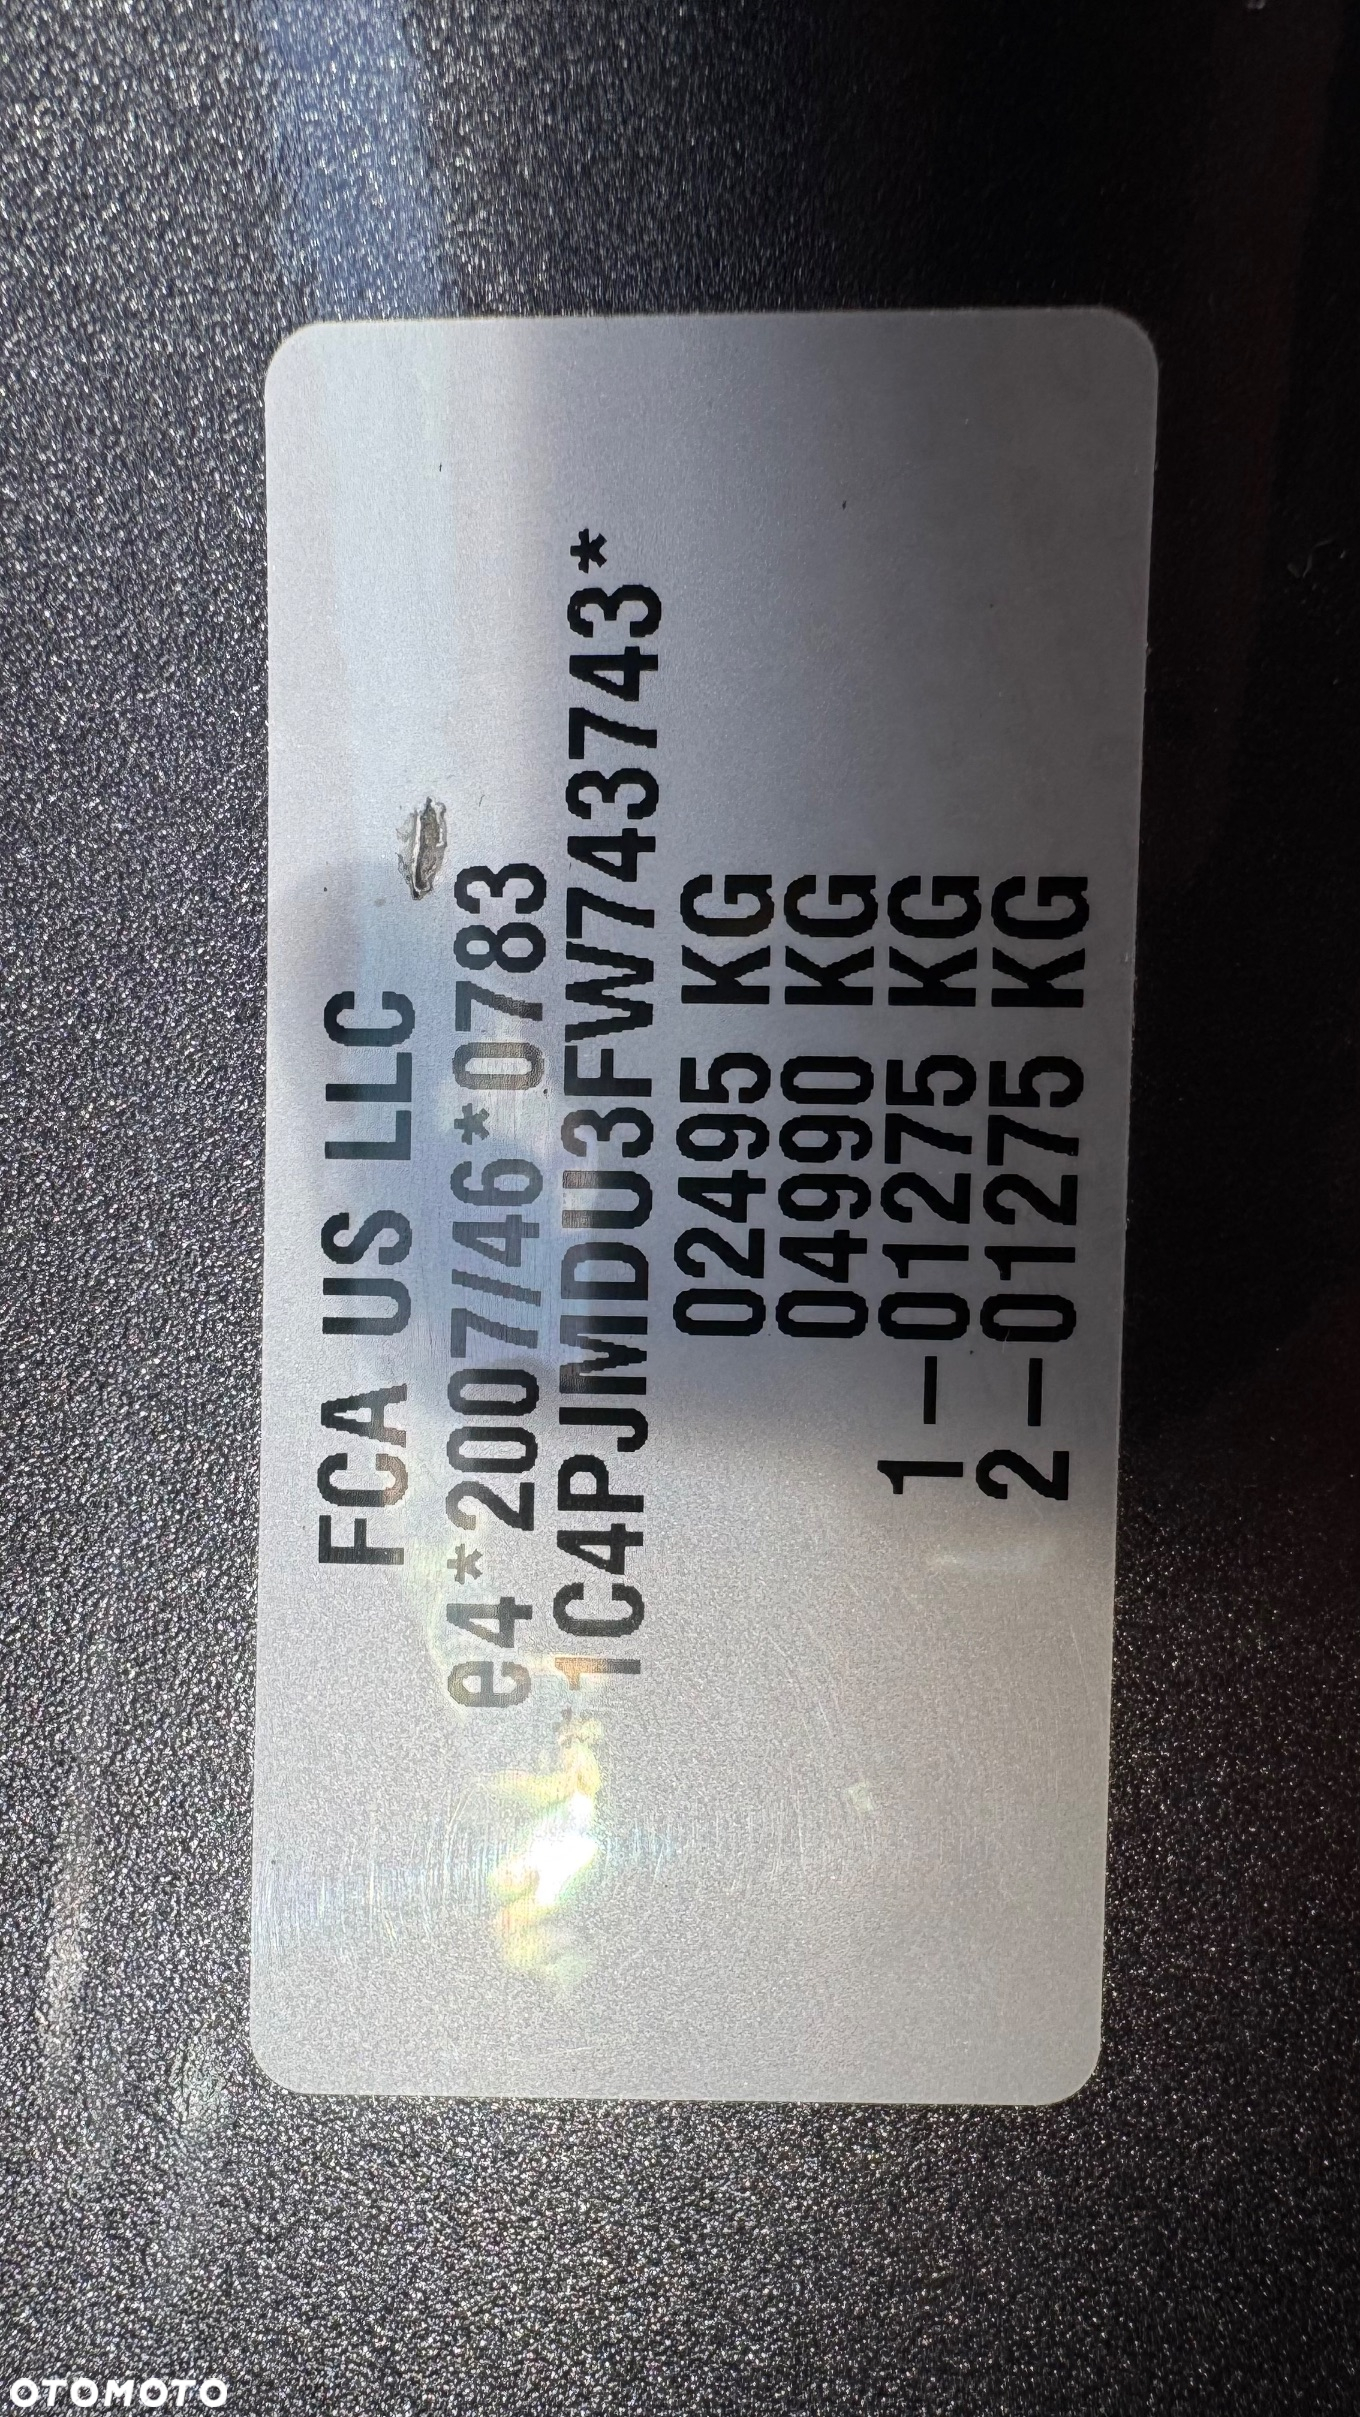 FCA US LLC
e4*2007/46*0783
*1C4PJMDU3FW743743*
02495 KG
04990 KG
1-01275 KG
2-01275 KG
OTOMOTO